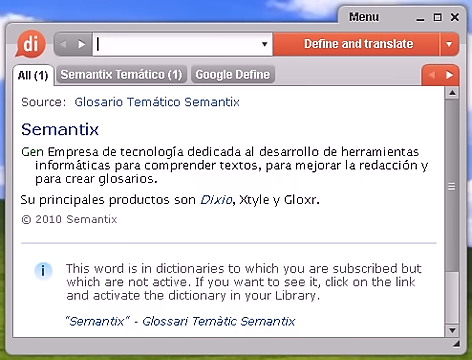 Menu
di
Define and translate
All (1) Semantix Temático (1) Google Define
Source: Glosario Temático Semantix
Semantix
Gen Empresa de tecnología dedicada al desarrollo de herramientas
informáticas para comprender textos, para mejorar la redacción y
para crear glosarios.
Su principales productos son Dixio, Xtyle y Gloxr.
© 2010 Semantix
i
This word is in dictionaries to which you are subscribed but
which are not active. If you want to see it, click on the link
and activate the dictionary in your Library.
"Semantix" - Glossari Temàtic Semantix